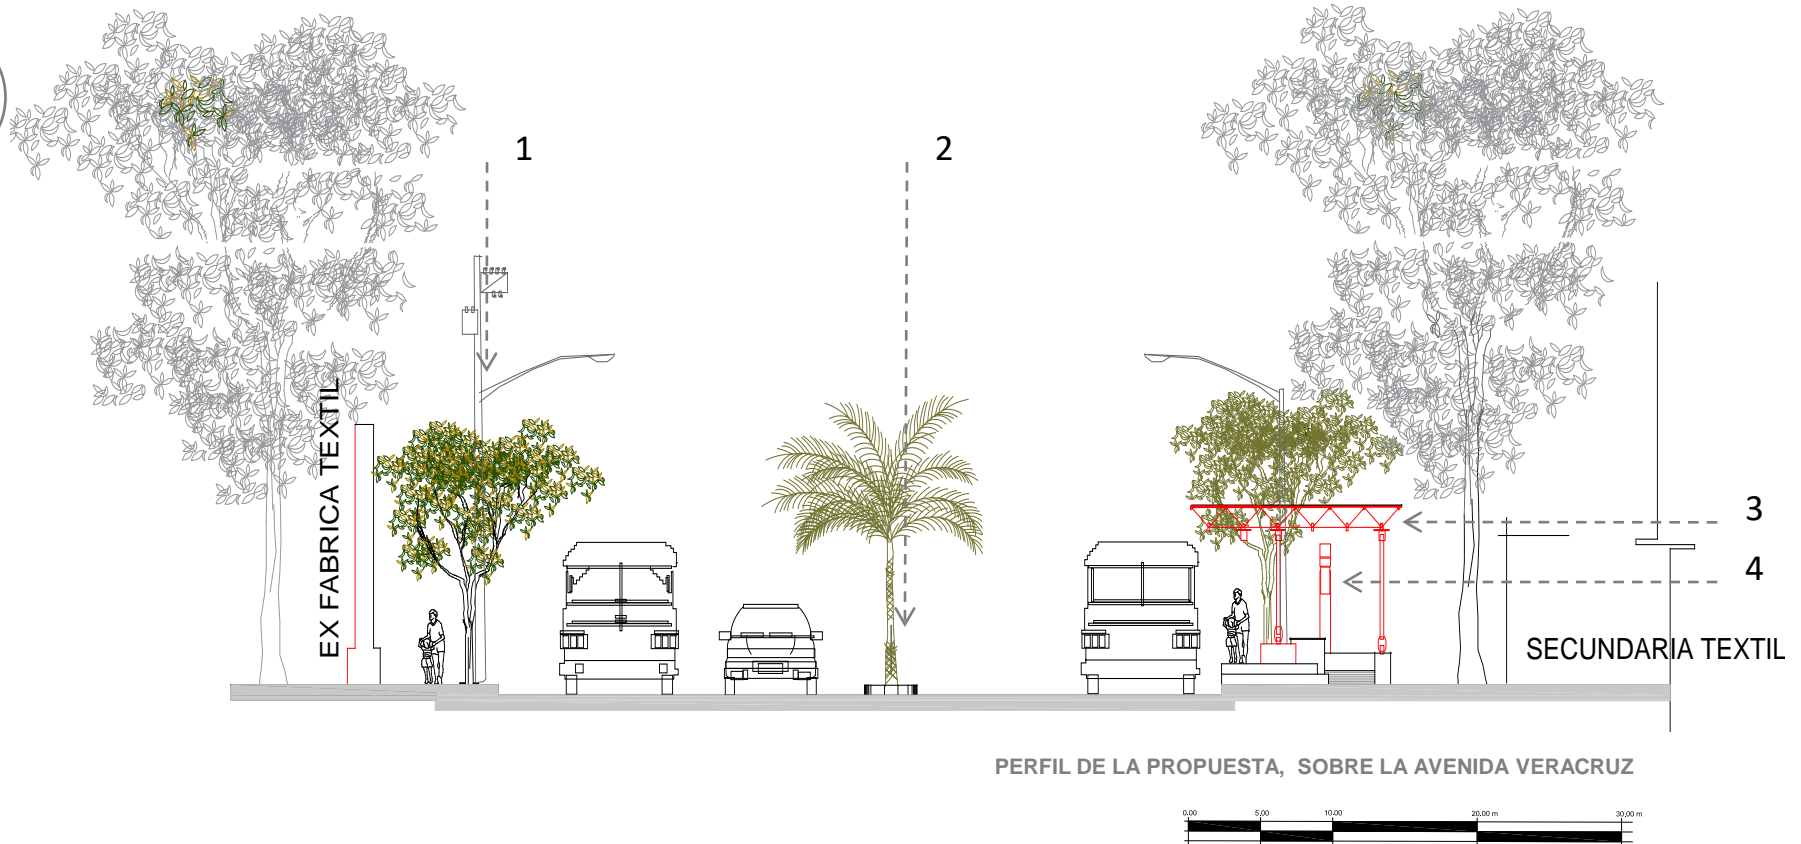 1
2
EX FABRICA TEXTIL
3
4
SECUNDARIA TEXTIL
PERFIL DE LA PROPUESTA, SOBRE LA AVENIDA VERACRUZ
0.00 5.00 10.00 20.00 m 30.00 m